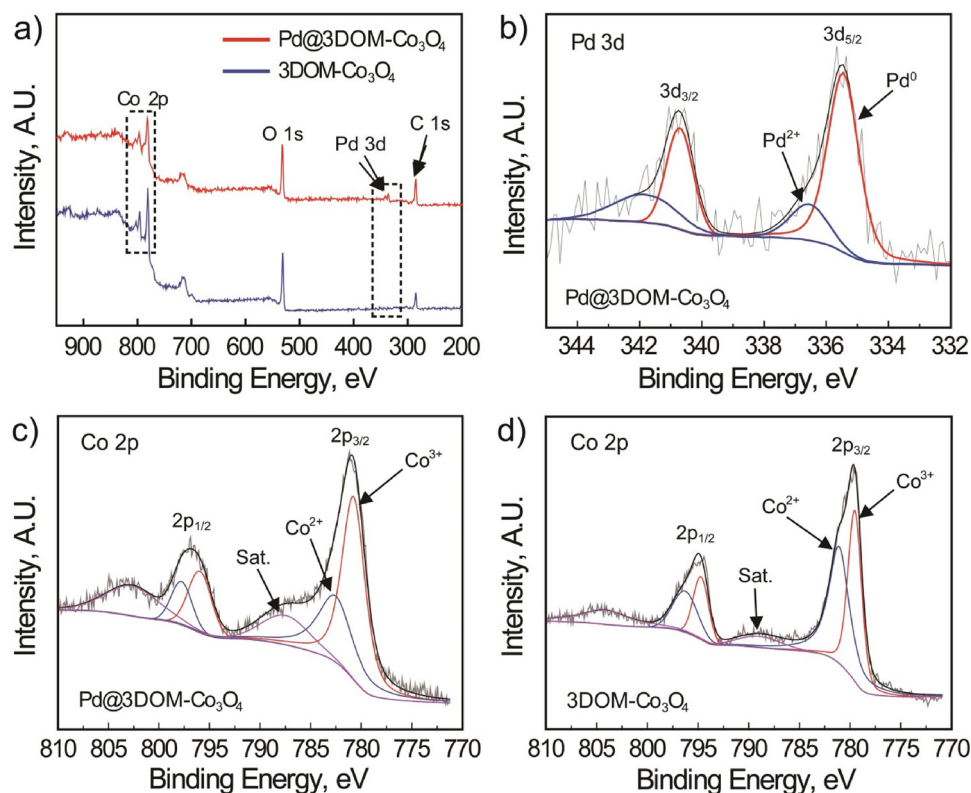 a)
Pd@3DOM-Co₃O₄
3DOM-Co₃O₄
Co 2p
O 1s
Pd 3d
C 1s
Intensity, A.U.
900 800 700 600 500 400 300 200
Binding Energy, eV
b)
Pd 3d
3d₅/₂
3d₃/₂
Pd⁰
Pd²⁺
Pd@3DOM-Co₃O₄
Intensity, A.U.
344 342 340 338 336 334 332
Binding Energy, eV
c)
Co 2p
2p₃/₂
Co³⁺
Co²⁺
2p₁/₂
Sat.
Pd@3DOM-Co₃O₄
Intensity, A.U.
810 805 800 795 787 780 775 770
Binding Energy, eV
d)
Co 2p
2p₃/₂
Co³⁺
Co²⁺
2p₁/₂
Sat.
3DOM-Co₃O₄
Intensity, A.U.
810 805 800 795 789 780 775 770
Binding Energy, eV